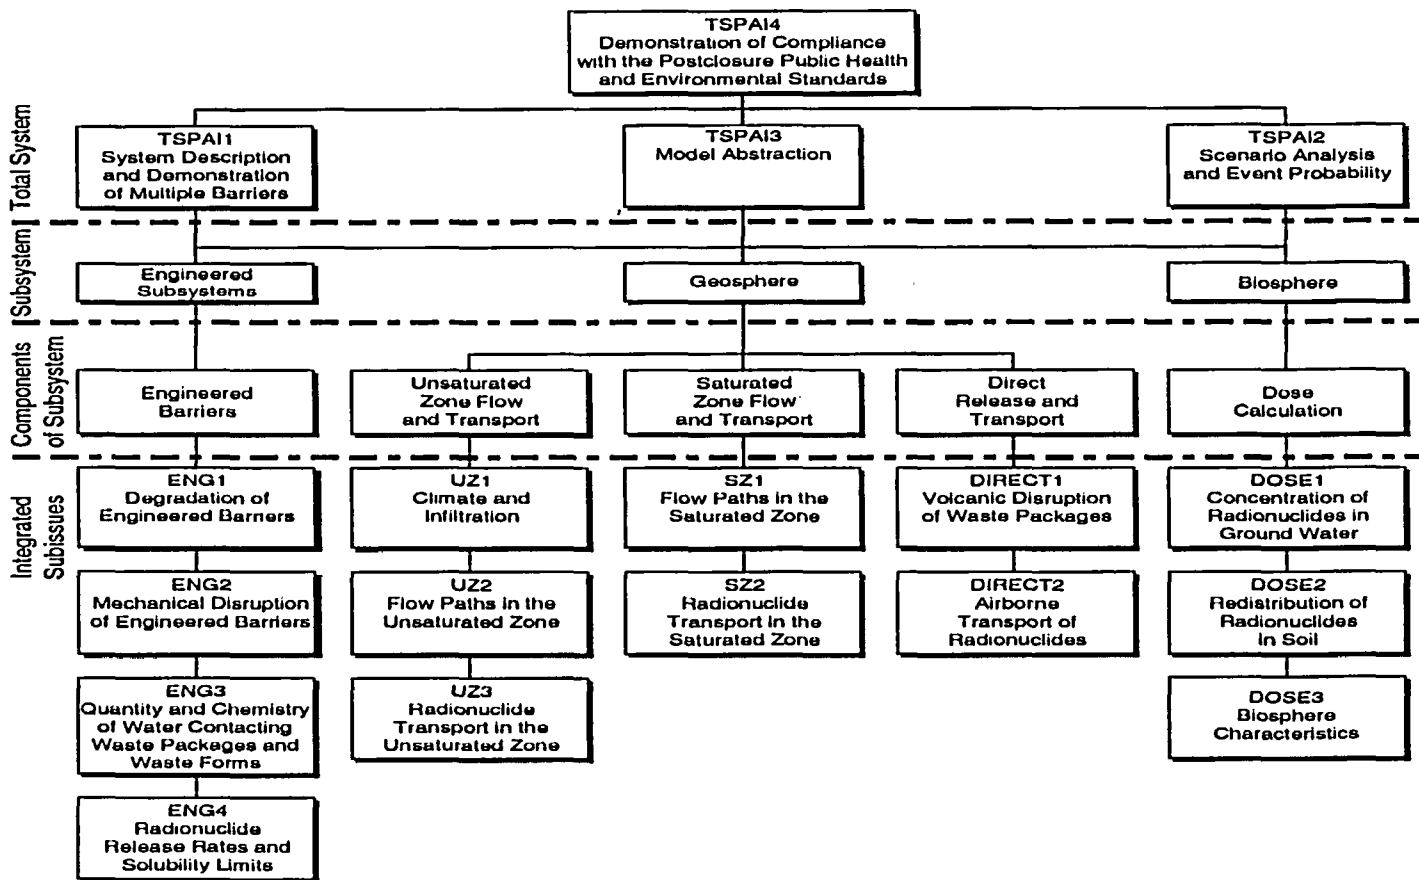 TSPAI4
Demonstration of Compliance
with the Postclosure Public Health
and Environmental Standards
Total System
TSPAI1
System Description
and Demonstration
of Multiple Barriers
TSPAI3
Model Abstraction
TSPAI2
Scenario Analysis
and Event Probability
Subsystem
Engineered
Subsystems
Geosphere
Biosphere
Components
of Subsystem
Engineered
Barriers
Unsaturated
Zone Flow
and Transport
Saturated
Zone Flow
and Transport
Direct
Release and
Transport
Dose
Calculation
Integrated
Subissues
ENG1
Degradation of
Engineered Barriers
UZ1
Climate and
Infiltration
SZ1
Flow Paths in the
Saturated Zone
DIRECT1
Volcanic Disruption
of Waste Packages
DOSE1
Concentration of
Radionuclides in
Ground Water
ENG2
Mechanical Disruption
of Engineered Barriers
UZ2
Flow Paths in the
Unsaturated Zone
SZ2
Radionuclide
Transport in the
Saturated Zone
DIRECT2
Airborne
Transport of
Radionuclides
DOSE2
Redistribution of
Radionuclides
in Soil
ENG3
Quantity and Chemistry
of Water Contacting
Waste Packages and
Waste Forms
UZ3
Radionuclide
Transport in the
Unsaturated Zone
DOSE3
Biosphere
Characteristics
ENG4
Radionuclide
Release Rates and
Solubility Limits